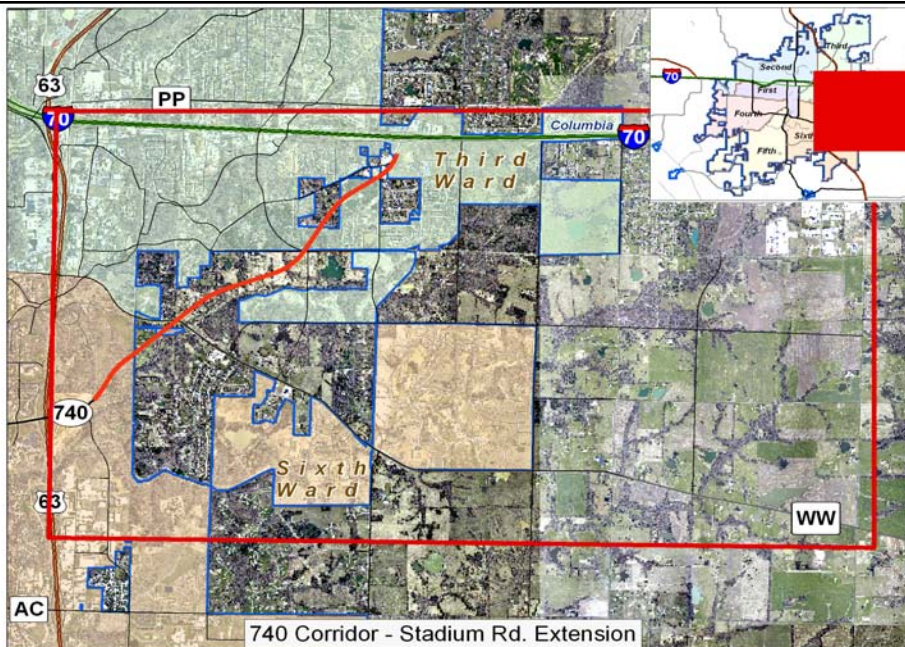 63
PP
70
70
Columbia
70
Third
Second
First
Fourth
Sixth
Fifth
Third
Ward
740
Sixth
Ward
63
WW
AC
740 Corridor - Stadium Rd. Extension